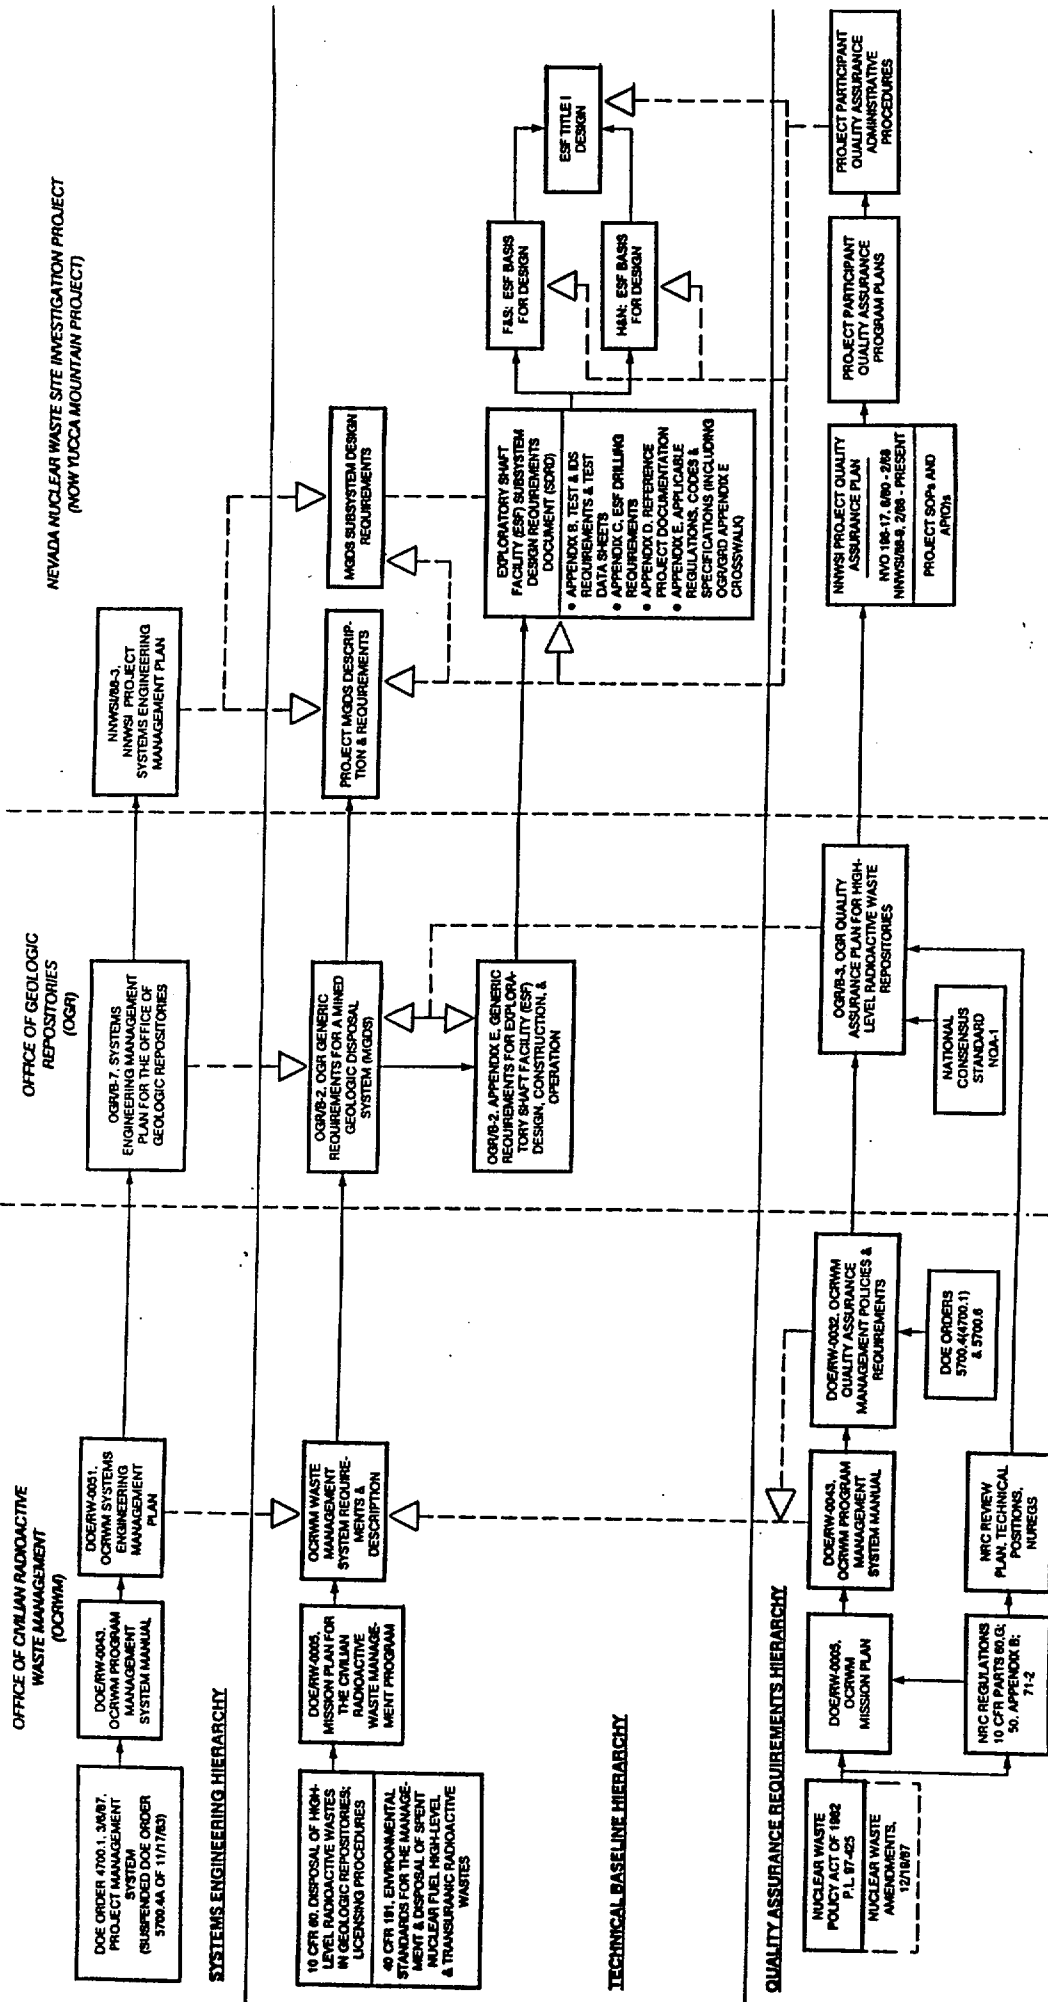 OFFICE OF CIVILIAN RADIOACTIVE
WASTE MANAGEMENT
(OCRWM)
OFFICE OF GEOLOGIC
REPOSITORIES
(OGR)
NEVADA NUCLEAR WASTE SITE INVESTIGATION PROJECT
(NOW YUCCA MOUNTAIN PROJECT)
DOE ORDER 4700.1, 3/6/87,
PROJECT MANAGEMENT
SYSTEM
(SUSPENDED DOE ORDER
5700.4A OF 11/17/83)
DOE/RW-0043,
OCRWM PROGRAM
MANAGEMENT
SYSTEM MANUAL
DOE/RW-0051,
OCRWM SYSTEMS
ENGINEERING
MANAGEMENT
PLAN
OGR/B-7, SYSTEMS
ENGINEERING MANAGEMENT
PLAN FOR THE OFFICE OF
GEOLOGIC REPOSITORIES
NNWSI/88-3,
NNWSI PROJECT
SYSTEMS ENGINEERING
MANAGEMENT PLAN
SYSTEMS ENGINEERING HIERARCHY
10 CFR 60, DISPOSAL OF HIGH-
LEVEL RADIOACTIVE WASTES
IN GEOLOGIC REPOSITORIES;
LICENSING PROCEDURES
40 CFR 191, ENVIRONMENTAL
STANDARDS FOR THE MANAGE-
MENT & DISPOSAL OF SPENT
NUCLEAR FUEL HIGH-LEVEL
& TRANSURANIC RADIOACTIVE
WASTES
DOE/RW-0005,
MISSION PLAN FOR
THE CIVILIAN
RADIOACTIVE
WASTE MANAGE-
MENT PROGRAM
OCRWM WASTE
MANAGEMENT
SYSTEM REQUIRE-
MENTS &
DESCRIPTION
OGR/B-2, OGR GENERIC
REQUIREMENTS FOR A MINED
GEOLOGIC DISPOSAL
SYSTEM (MGDS)
OGR/B-2, APPENDIX E, GENERIC
REQUIREMENTS FOR EXPLORA-
TORY SHAFT FACILITY (ESF)
DESIGN, CONSTRUCTION, &
OPERATION
PROJECT MGDS DESCRIP-
TION & REQUIREMENTS
MGDS SUBSYSTEM DESIGN
REQUIREMENTS
EXPLORATORY SHAFT
FACILITY (ESF) SUBSYSTEM
DESIGN REQUIREMENTS
DOCUMENT (SDRD)
● APPENDIX B, TEST & IDS
REQUIREMENTS & TEST
DATA SHEETS
● APPENDIX C, ESF DRILLING
REQUIREMENTS
● APPENDIX D, REFERENCE
PROJECT DOCUMENTATION
● APPENDIX E, APPLICABLE
REGULATIONS, CODES &
SPECIFICATIONS (INCLUDING
OGR/GRD APPENDIX E
CROSSWALK)
F&S: ESF BASIS
FOR DESIGN
H&N: ESF BASIS
FOR DESIGN
ESF TITLE I
DESIGN
TECHNICAL BASELINE HIERARCHY
QUALITY ASSURANCE REQUIREMENTS HIERARCHY
NUCLEAR WASTE
POLICY ACT OF 1982
P.L. 97-425
NUCLEAR WASTE
AMENDMENTS,
12/19/87
DOE/RW-0005,
OCRWM
MISSION PLAN
NRC REGULATIONS
10 CFR PARTS 60,G;
50, APPENDIX B;
71-2
DOE/RW-0043,
OCRWM PROGRAM
MANAGEMENT
SYSTEM MANUAL
NRC REVIEW
PLAN, TECHNICAL
POSITIONS,
NUREGS
DOE/RW-0032, OCRWM
QUALITY ASSURANCE
MANAGEMENT POLICIES &
REQUIREMENTS
DOE ORDERS
5700.4(4700.1)
& 5700.6
OGR/B-3, OGR QUALITY
ASSURANCE PLAN FOR HIGH-
LEVEL RADIOACTIVE WASTE
REPOSITORIES
NATIONAL
CONSENSUS
STANDARD
NQA-1
NNWSI PROJECT QUALITY
ASSURANCE PLAN
NVO 196-17, 8/80 - 2/88
NNWSI/88-9, 2/88 - PRESENT
PROJECT SOPs AND
AP/QAs
PROJECT PARTICIPANT
QUALITY ASSURANCE
PROGRAM PLANS
PROJECT PARTICIPANT
QUALITY ASSURANCE
ADMINISTRATIVE
PROCEDURES